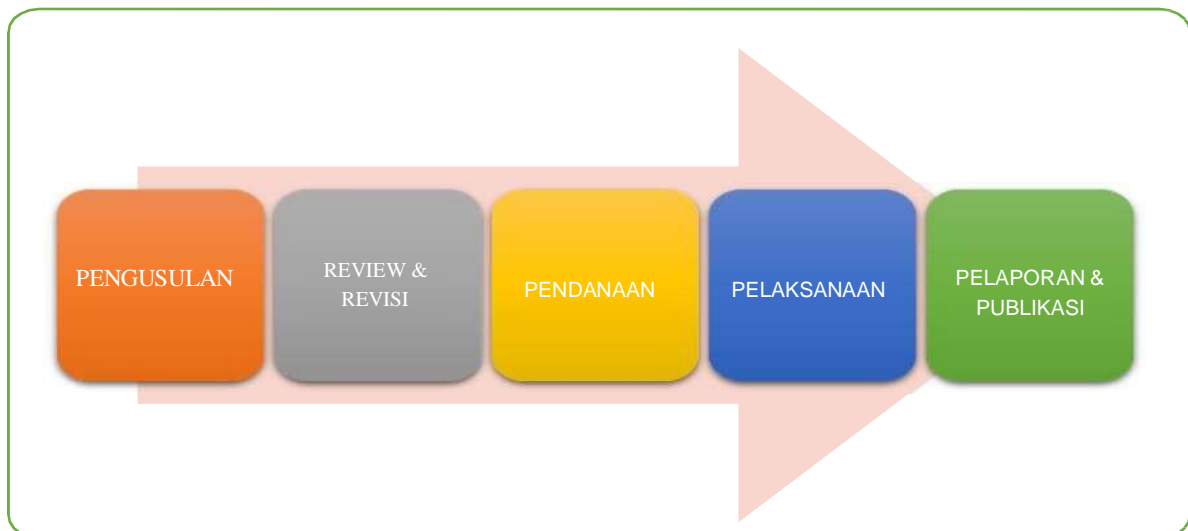 PENGUSULAN
REVIEW &
REVISI
PENDANAAN
PELAKSANAAN
PELAPORAN &
PUBLIKASI